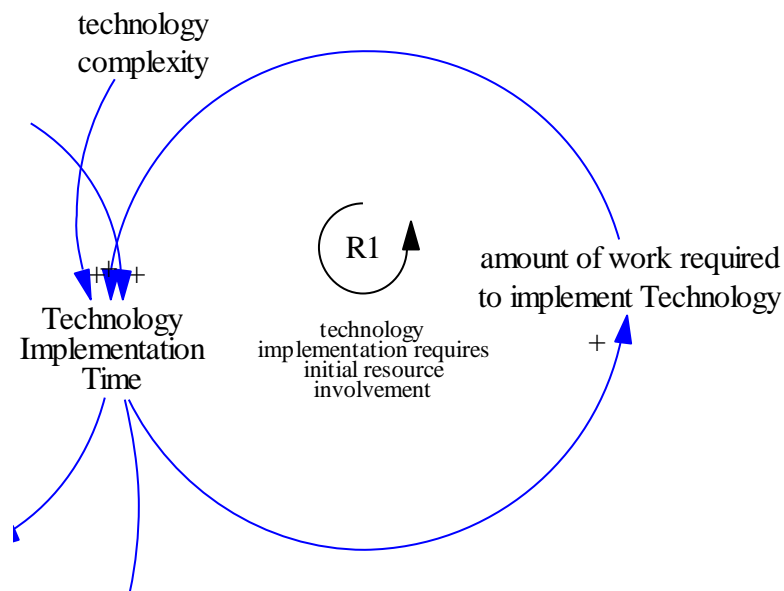 technology
complexity
R1
amount of work required
to implement Technology
+ + +
Technology
Implementation
Time
technology
implementation requires
initial resource
involvement
+